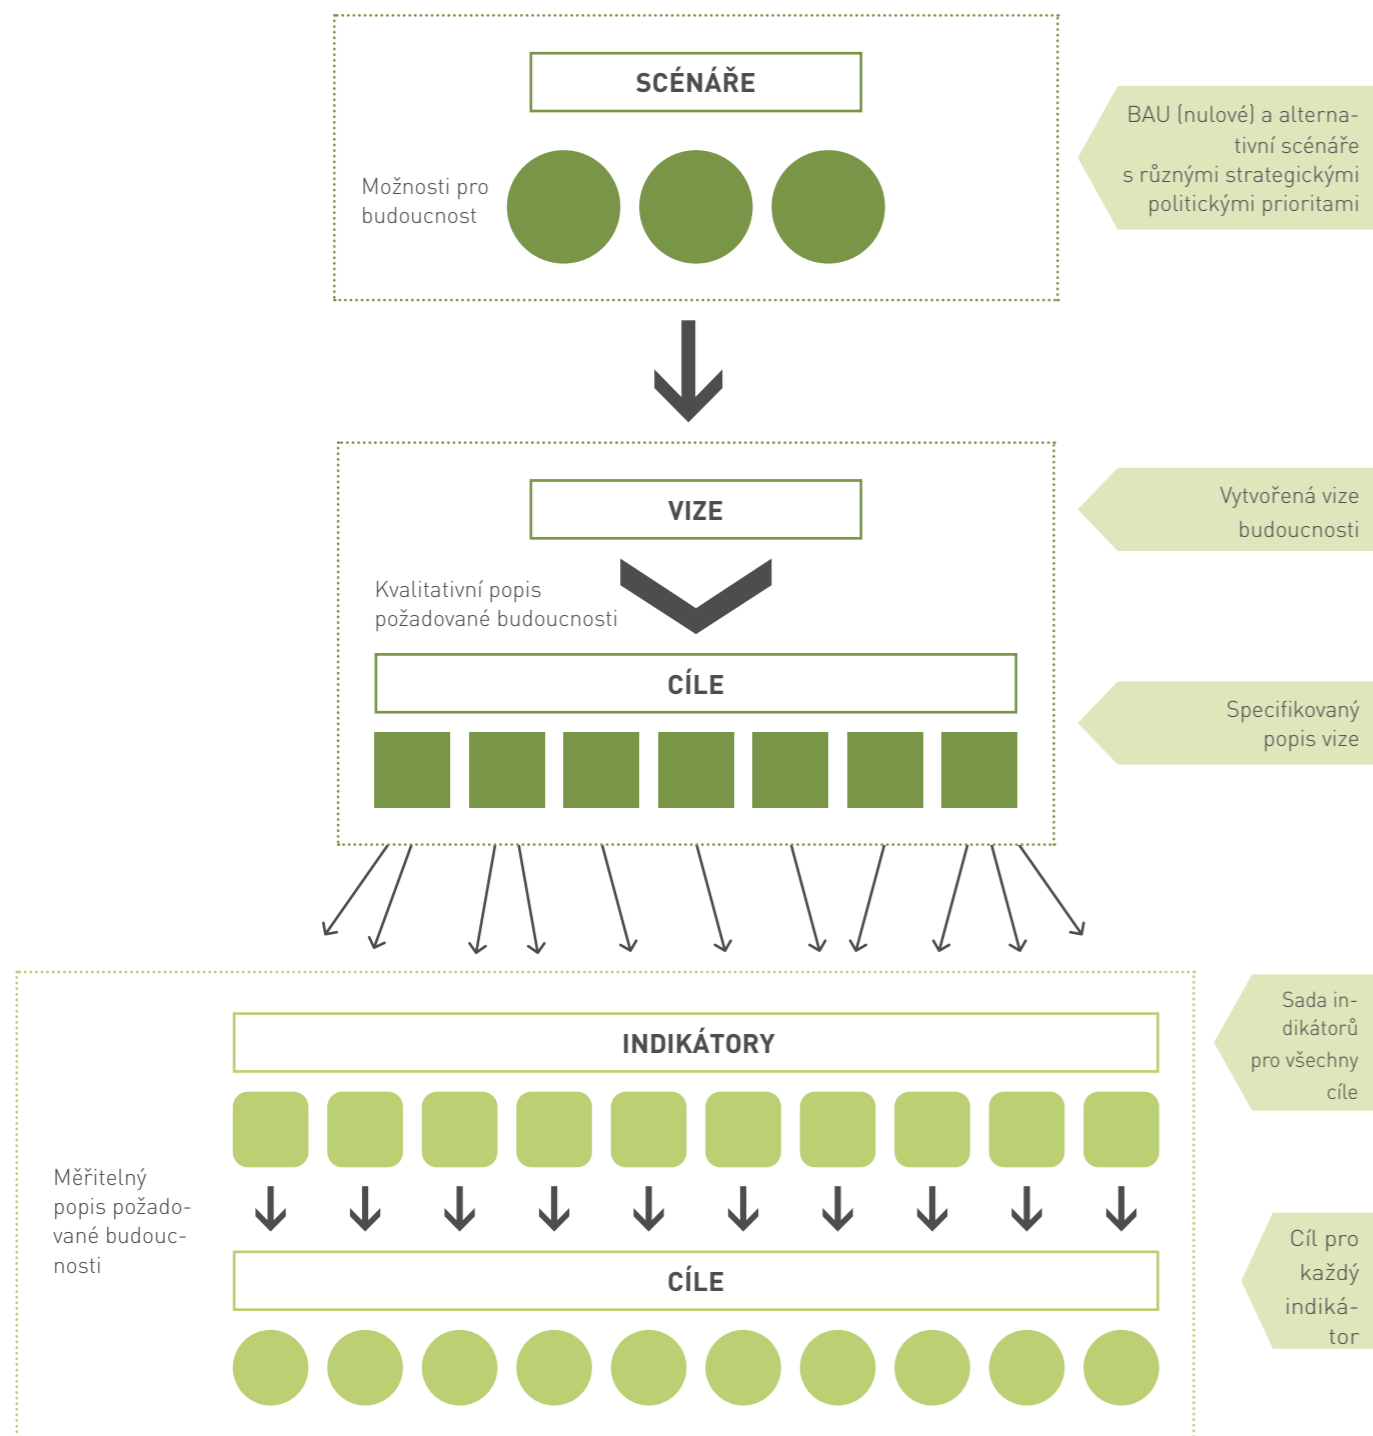 SCÉNÁŘE
Možnosti pro
budoucnost
BAU (nulové) a alterna-
tivní scénáře
s různými strategickými
politickými prioritami
VIZE
Vytvořená vize
budoucnosti
Kvalitativní popis
požadované budoucnosti
CÍLE
Specifikovaný
popis vize
INDIKÁTORY
Sada in-
dikátorů
pro všechny
cíle
Měřitelný
popis požado-
vané budouc-
nosti
CÍLE
Cíl pro
každý
indiká-
tor